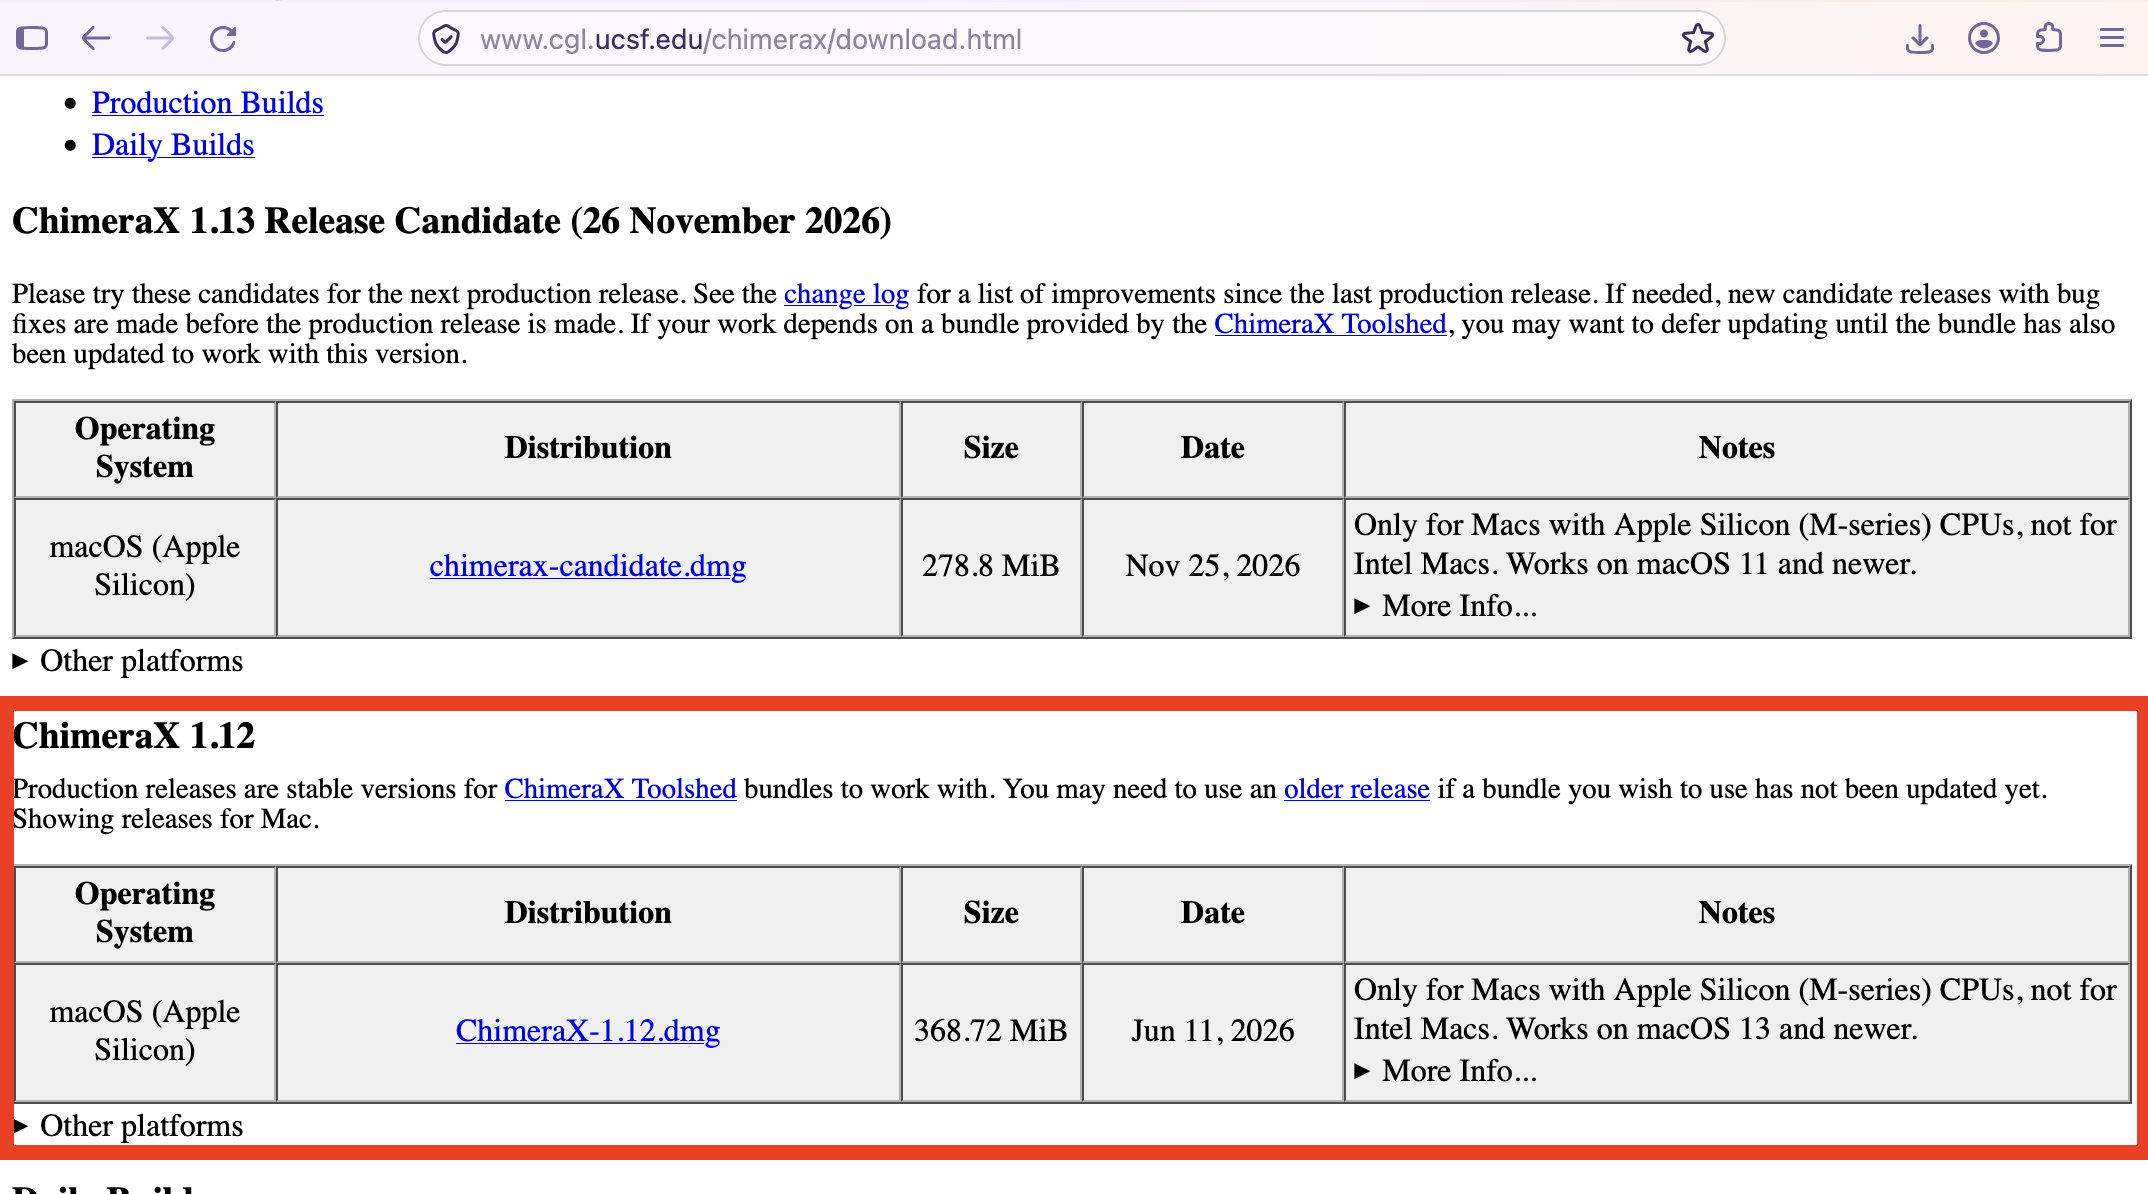 www.cgl.ucsf.edu/chimerax/download.html
Production Builds
Daily Builds
ChimeraX 1.13 Release Candidate (26 November 2026)
Please try these candidates for the next production release. See the change log for a list of improvements since the last production release. If needed, new candidate releases with bug
fixes are made before the production release is made. If your work depends on a bundle provided by the ChimeraX Toolshed, you may want to defer updating until the bundle has also
been updated to work with this version.
Operating System Distribution Size Date Notes
macOS (Apple Silicon) chimerax-candidate.dmg 278.8 MiB Nov 25, 2026 Only for Macs with Apple Silicon (M-series) CPUs, not for
Intel Macs. Works on macOS 11 and newer.
▶ More Info...
▶ Other platforms
ChimeraX 1.12
Production releases are stable versions for ChimeraX Toolshed bundles to work with. You may need to use an older release if a bundle you wish to use has not been updated yet.
Showing releases for Mac.
Operating System Distribution Size Date Notes
macOS (Apple Silicon) ChimeraX-1.12.dmg 368.72 MiB Jun 11, 2026 Only for Macs with Apple Silicon (M-series) CPUs, not for
Intel Macs. Works on macOS 13 and newer.
▶ More Info...
▶ Other platforms